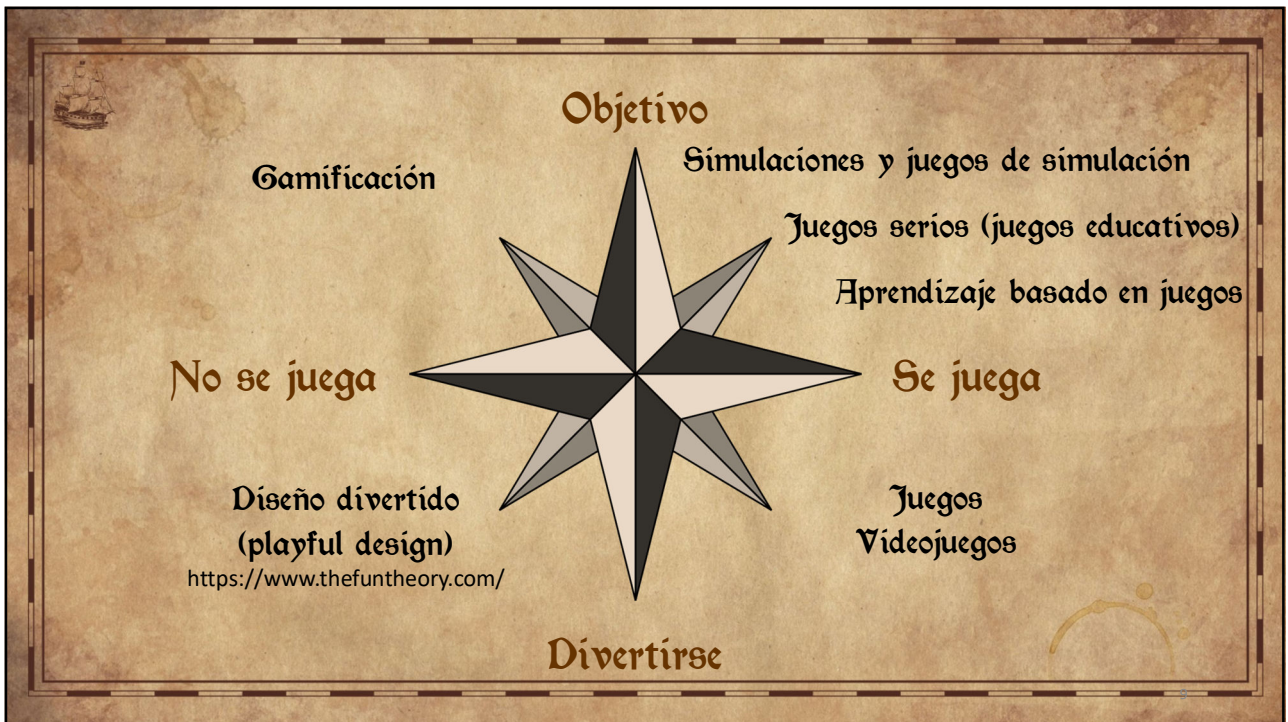 Objetivo
Gamificación
Simulaciones y juegos de simulación
Juegos serios (juegos educativos)
Aprendizaje basado en juegos
No se juega
Se juega
Diseño divertido
(playful design)
https://www.thefuntheory.com/
Juegos
Videojuegos
Divertirse